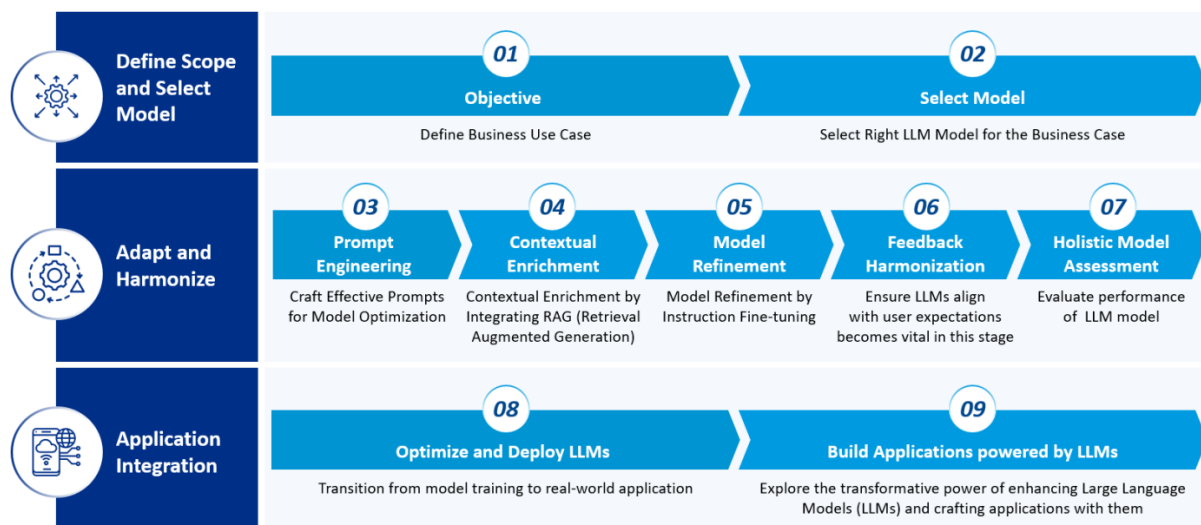 Define Scope
and Select
Model
01
Objective
Define Business Use Case
02
Select Model
Select Right LLM Model for the Business Case
Adapt and
Harmonize
03
Prompt
Engineering
Craft Effective Prompts
for Model Optimization
04
Contextual
Enrichment
Contextual Enrichment by
Integrating RAG (Retrieval
Augmented Generation)
05
Model
Refinement
Model Refinement by
Instruction Fine-tuning
06
Feedback
Harmonization
Ensure LLMs align
with user expectations
becomes vital in this stage
07
Holistic Model
Assessment
Evaluate performance
of LLM model
Application
Integration
08
Optimize and Deploy LLMs
Transition from model training to real-world application
09
Build Applications powered by LLMs
Explore the transformative power of enhancing Large Language
Models (LLMs) and crafting applications with them